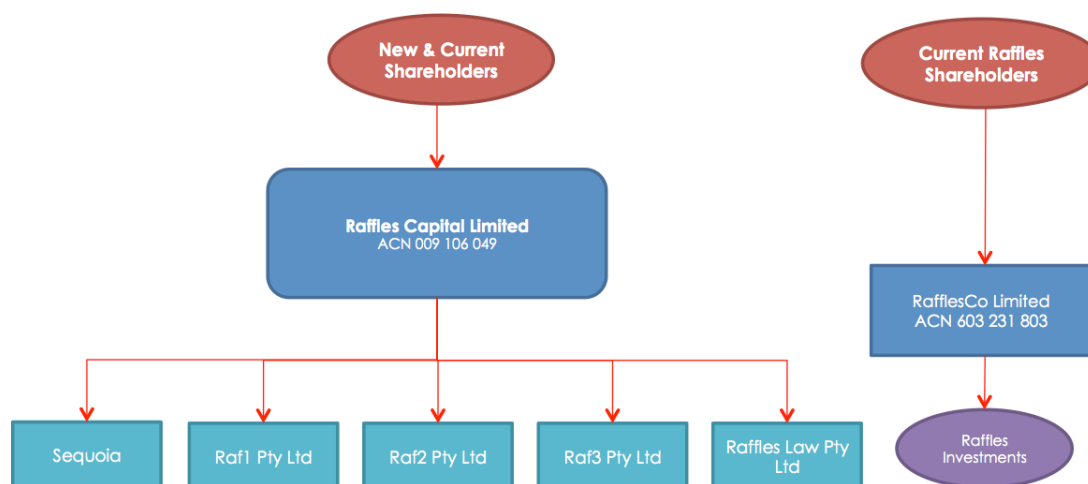 New & Current
Shareholders
Current Raffles
Shareholders
Raffles Capital Limited
ACN 009 106 049
RafflesCo Limited
ACN 603 231 803
Sequoia
Raf1 Pty Ltd
Raf2 Pty Ltd
Raf3 Pty Ltd
Raffles Law Pty
Ltd
Raffles
Investments